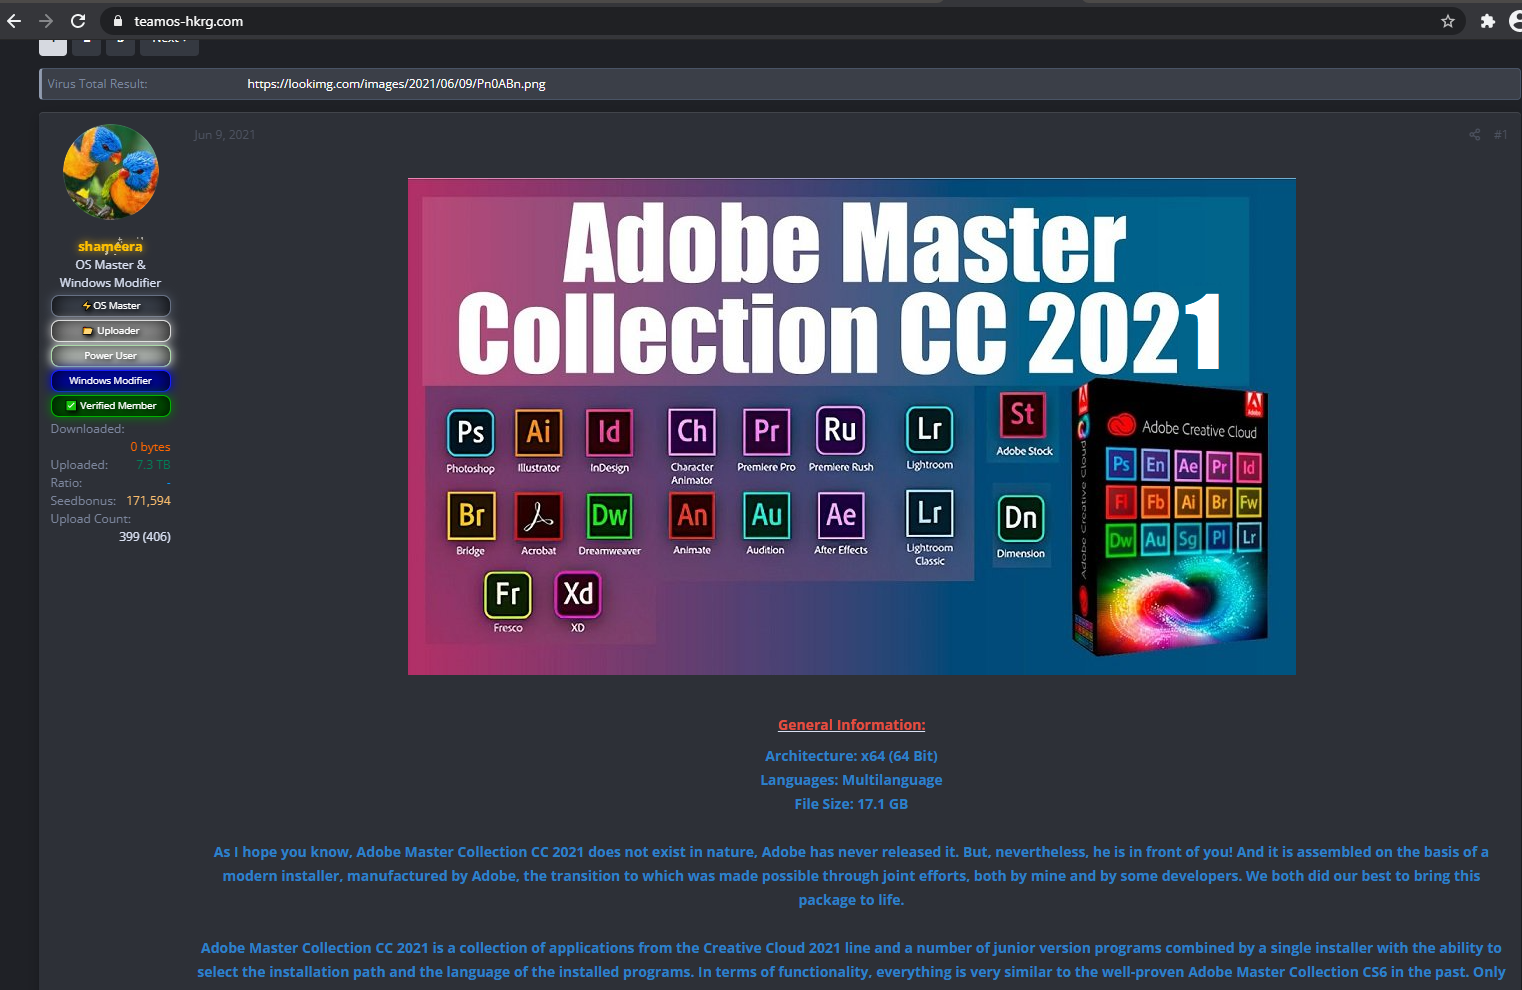 teamos-hkrg.com
Virus Total Result: https://lookimg.com/images/2021/06/09/Pn0ABn.png
Jun 9, 2021
#1
shameera
OS Master &
Windows Modifier
OS Master
Uploader
Power User
Windows Modifier
Verified Member
Downloaded:
0 bytes
Uploaded: 7.3 TB
Ratio: -
Seedbonus: 171,594
Upload Count:
399 (406)
Adobe Master
Collection CC 2021
Ps Ai Id Ch Pr Ru Lr St
Photoshop Illustrator InDesign Character Animator Premiere Pro Premiere Rush Lightroom Adobe Stock
Br Dw An Au Ae Lr Dn
Bridge Acrobat Dreamweaver Animate Audition After Effects Lightroom Classic Dimension
Fr Xd
Fresco XD
Adobe
Adobe Creative Cloud
Adobe Creative Cloud
Ps En Ae Pr Id
Fl Fb Ai Br Fw
Dw Au Sg Pl Lr
General Information:
Architecture: x64 (64 Bit)
Languages: Multilanguage
File Size: 17.1 GB
As I hope you know, Adobe Master Collection CC 2021 does not exist in nature, Adobe has never released it. But, nevertheless, he is in front of you! And it is assembled on the basis of a
modern installer, manufactured by Adobe, the transition to which was made possible through joint efforts, both by mine and by some developers. We both did our best to bring this
package to life.
Adobe Master Collection CC 2021 is a collection of applications from the Creative Cloud 2021 line and a number of junior version programs combined by a single installer with the ability to
select the installation path and the language of the installed programs. In terms of functionality, everything is very similar to the well-proven Adobe Master Collection CS6 in the past. Only